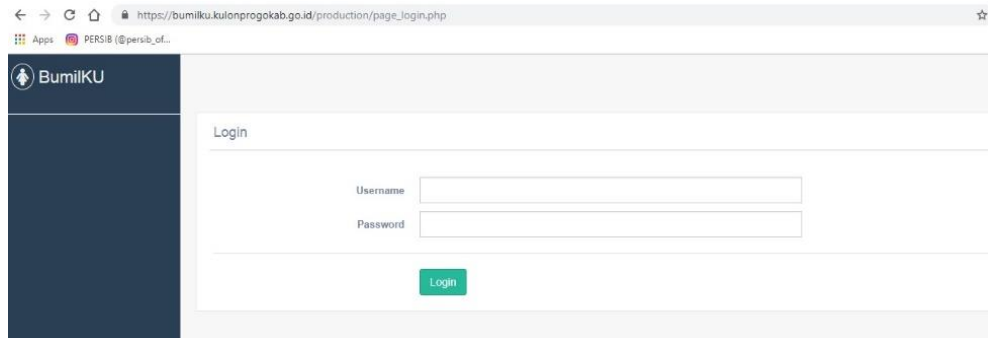 https://bumilku.kulonprogokab.go.id/production/page_login.php
Apps PERSIB (@persib_of...
BumilKU
Login
Username
Password
Login